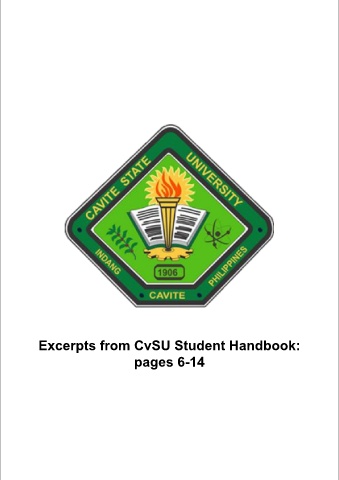 CAVITE STATE UNIVERSITY
INDANG
1906
CAVITE
PHILIPPINES
Excerpts from CvSU Student Handbook:
pages 6-14